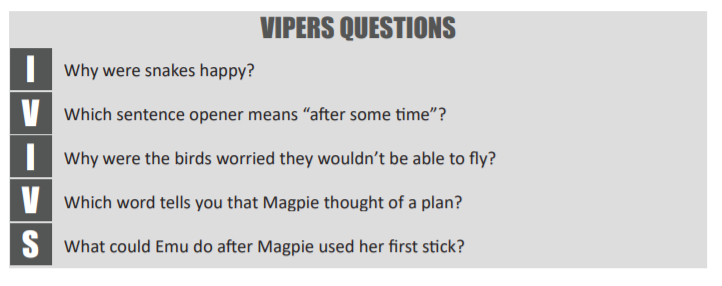 VIPERS QUESTIONS
I Why were snakes happy?
V Which sentence opener means “after some time”?
I Why were the birds worried they wouldn’t be able to fly?
V Which word tells you that Magpie thought of a plan?
S What could Emu do after Magpie used her first stick?